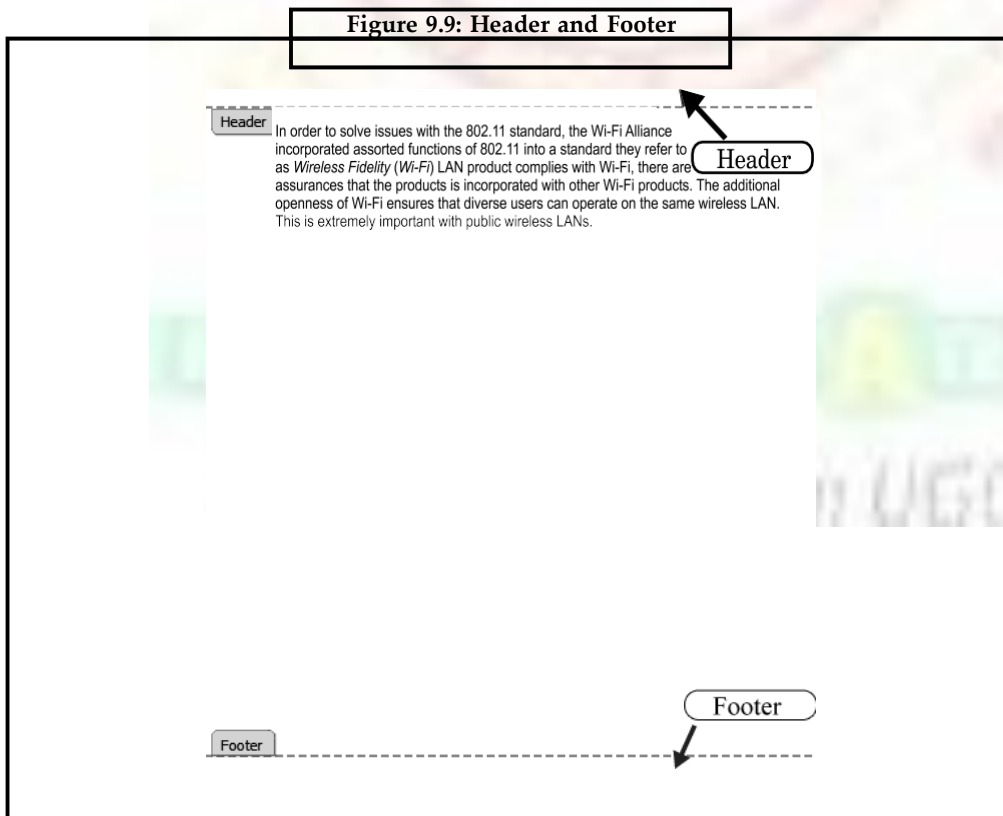 Figure 9.9: Header and Footer
Header
In order to solve issues with the 802.11 standard, the Wi-Fi Alliance
incorporated assorted functions of 802.11 into a standard they refer to
Header
as Wireless Fidelity (Wi-Fi) LAN product complies with Wi-Fi, there are
assurances that the products is incorporated with other Wi-Fi products. The additional
openness of Wi-Fi ensures that diverse users can operate on the same wireless LAN.
This is extremely important with public wireless LANs.
Footer
Footer